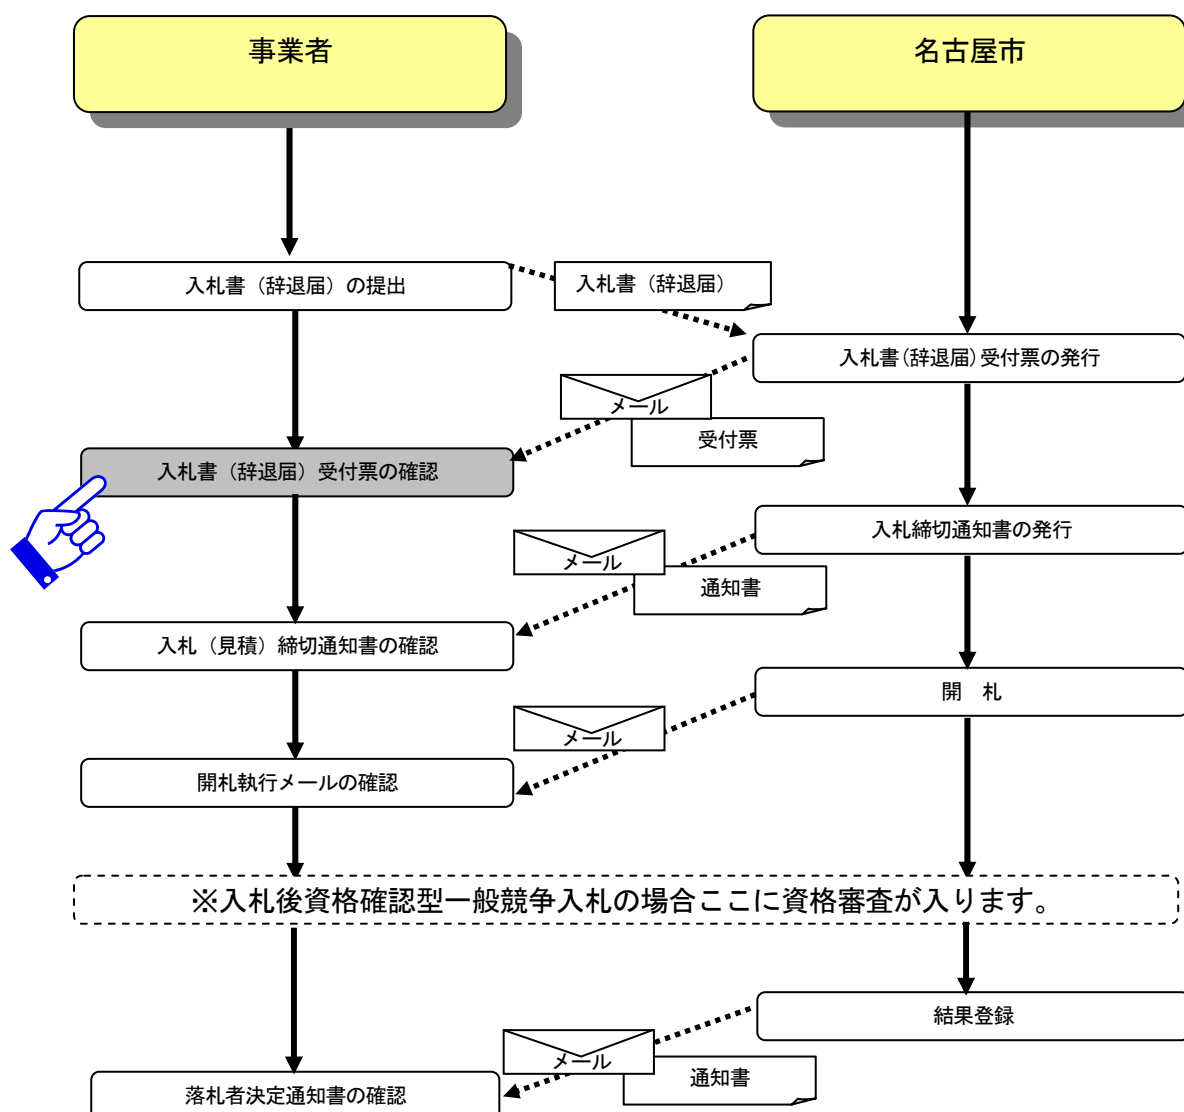 事業者
名古屋市
入札書（辞退届）の提出
入札書（辞退届）
入札書(辞退届)受付票の発行
メール
受付票
入札書（辞退届）受付票の確認
入札締切通知書の発行
メール
通知書
入札（見積）締切通知書の確認
開　札
メール
開札執行メールの確認
※入札後資格確認型一般競争入札の場合ここに資格審査が入ります。
結果登録
メール
通知書
落札者決定通知書の確認